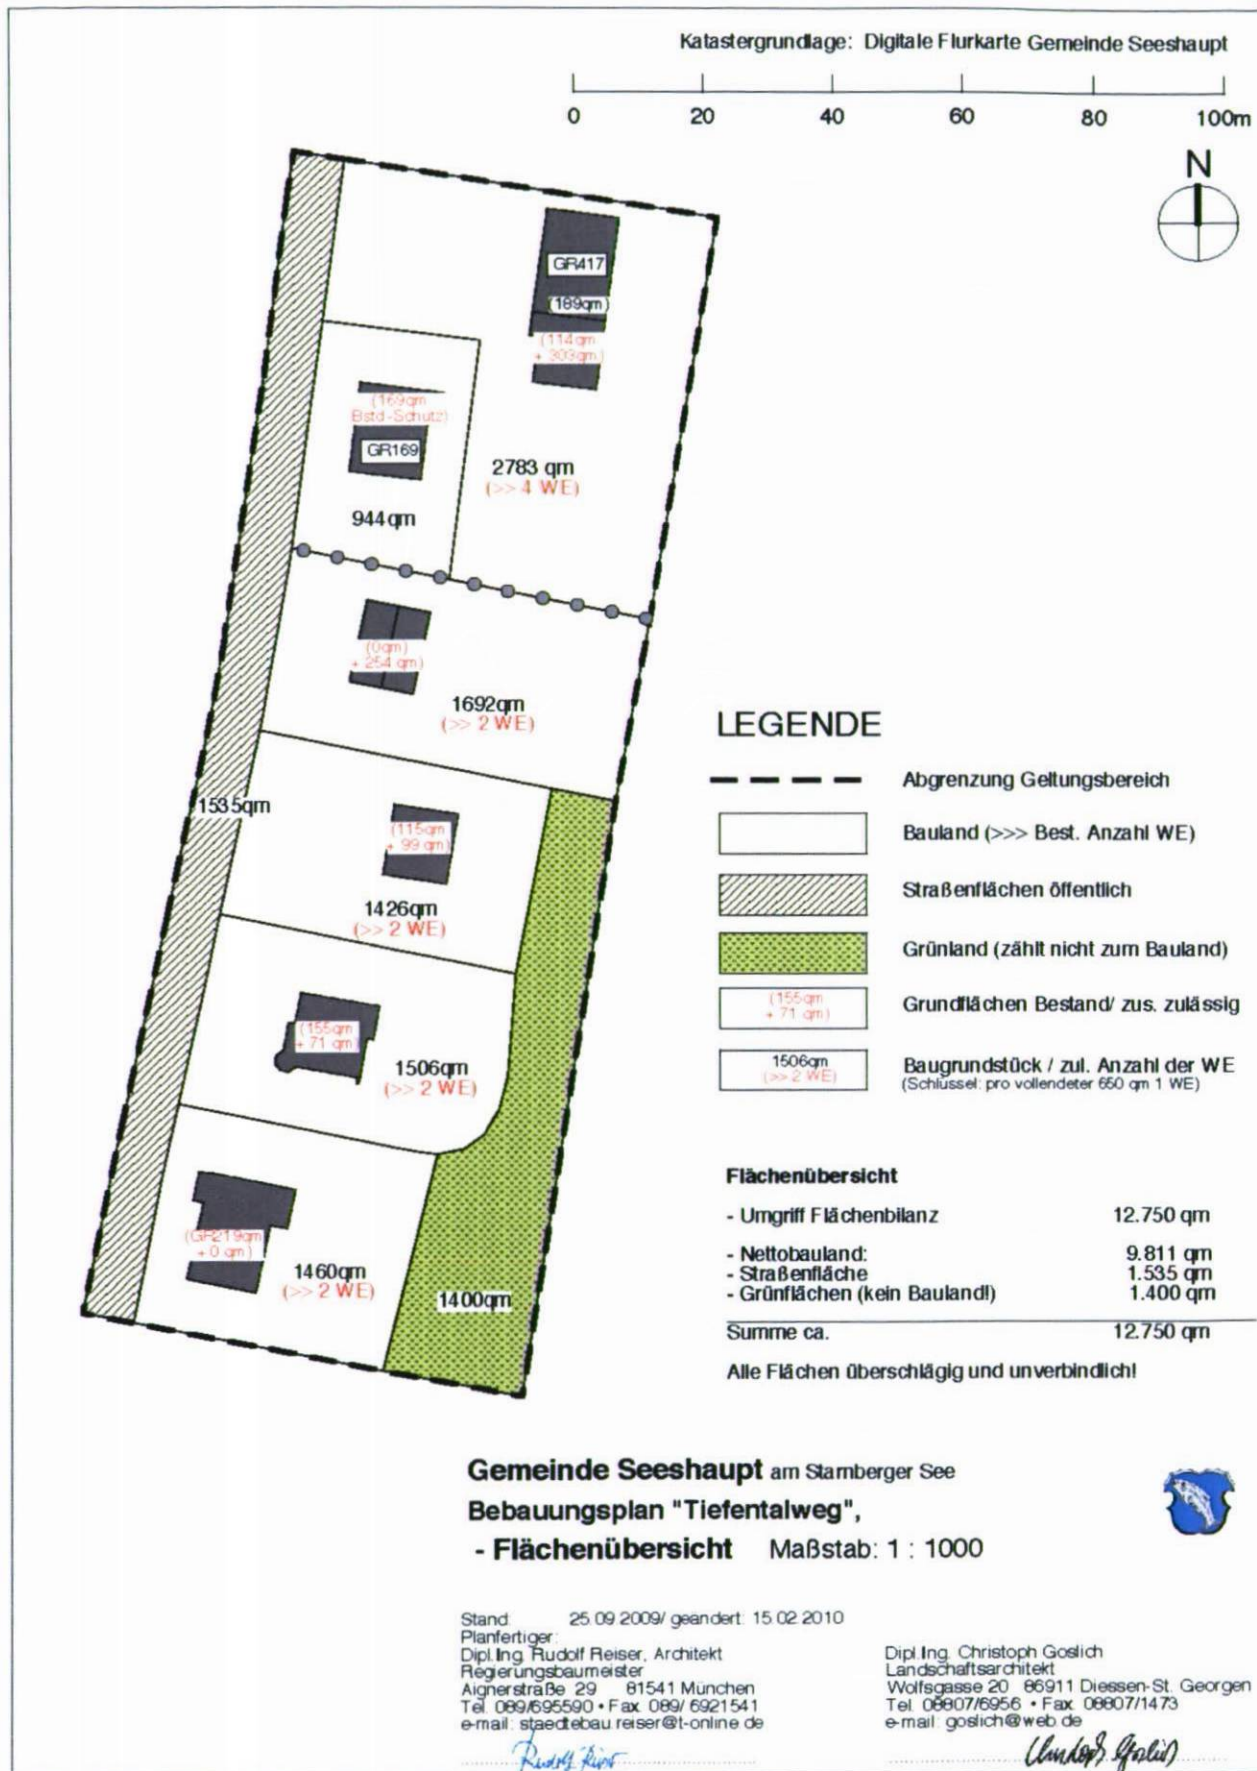 Katastergrundlage: Digitale Flurkarte Gemeinde Seeshaupt
0 20 40 60 80 100m
N
GR417
(189qm)
(114qm
+ 303qm)
(169qm
Bstd-Schutz)
GR169
2783 qm
(>> 4 WE)
944qm
(0qm)
+ 254 qm)
1692qm
(>> 2 WE)
1535qm
(115qm
+ 99 qm)
1426qm
(>> 2 WE)
(155qm
+ 71 qm)
1506qm
(>> 2 WE)
(GR219qm
+ 0 qm)
1460qm
(>> 2 WE)
1400qm
LEGENDE
Abgrenzung Geltungsbereich
Bauland (>>> Best. Anzahl WE)
Straßenflächen öffentlich
Grünland (zählt nicht zum Bauland)
(155qm
+ 71 qm)
Grundflächen Bestand/ zus. zulässig
1506qm
(>> 2 WE)
Baugrundstück / zul. Anzahl der WE
(Schlüssel: pro vollendeter 650 qm 1 WE)
Flächenübersicht
- Umgriff Flächenbilanz 12.750 qm
- Nettobauland: 9.811 qm
- Straßenfläche 1.535 qm
- Grünflächen (kein Bauland!) 1.400 qm
Summe ca. 12.750 qm
Alle Flächen überschlägig und unverbindlich!
Gemeinde Seeshaupt am Starnberger See
Bebauungsplan "Tiefentalweg",
- Flächenübersicht Maßstab: 1 : 1000
Stand: 25.09.2009/ geändert: 15.02.2010
Planfertiger:
Dipl.Ing. Rudolf Reiser, Architekt
Regierungsbaumeister
Aignerstraße 29 81541 München
Tel. 089/695590 • Fax. 089/ 6921541
e-mail: staedtebau.reiser@t-online.de
Dipl.Ing. Christoph Goslich
Landschaftsarchitekt
Wolfsgasse 20 86911 Diessen-St. Georgen
Tel. 08807/6956 • Fax. 08807/1473
e-mail: goslich@web.de